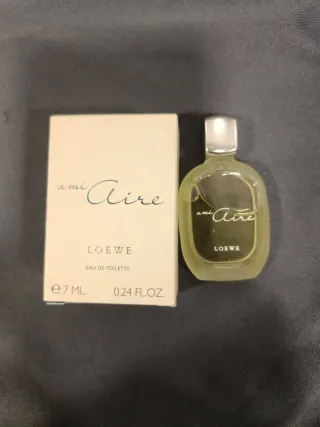 a mi Aire
LOEWE
EAU DE TOILETTE
℮ 7 ML. 0.24 FL.OZ.
a mi Aire
LOEWE